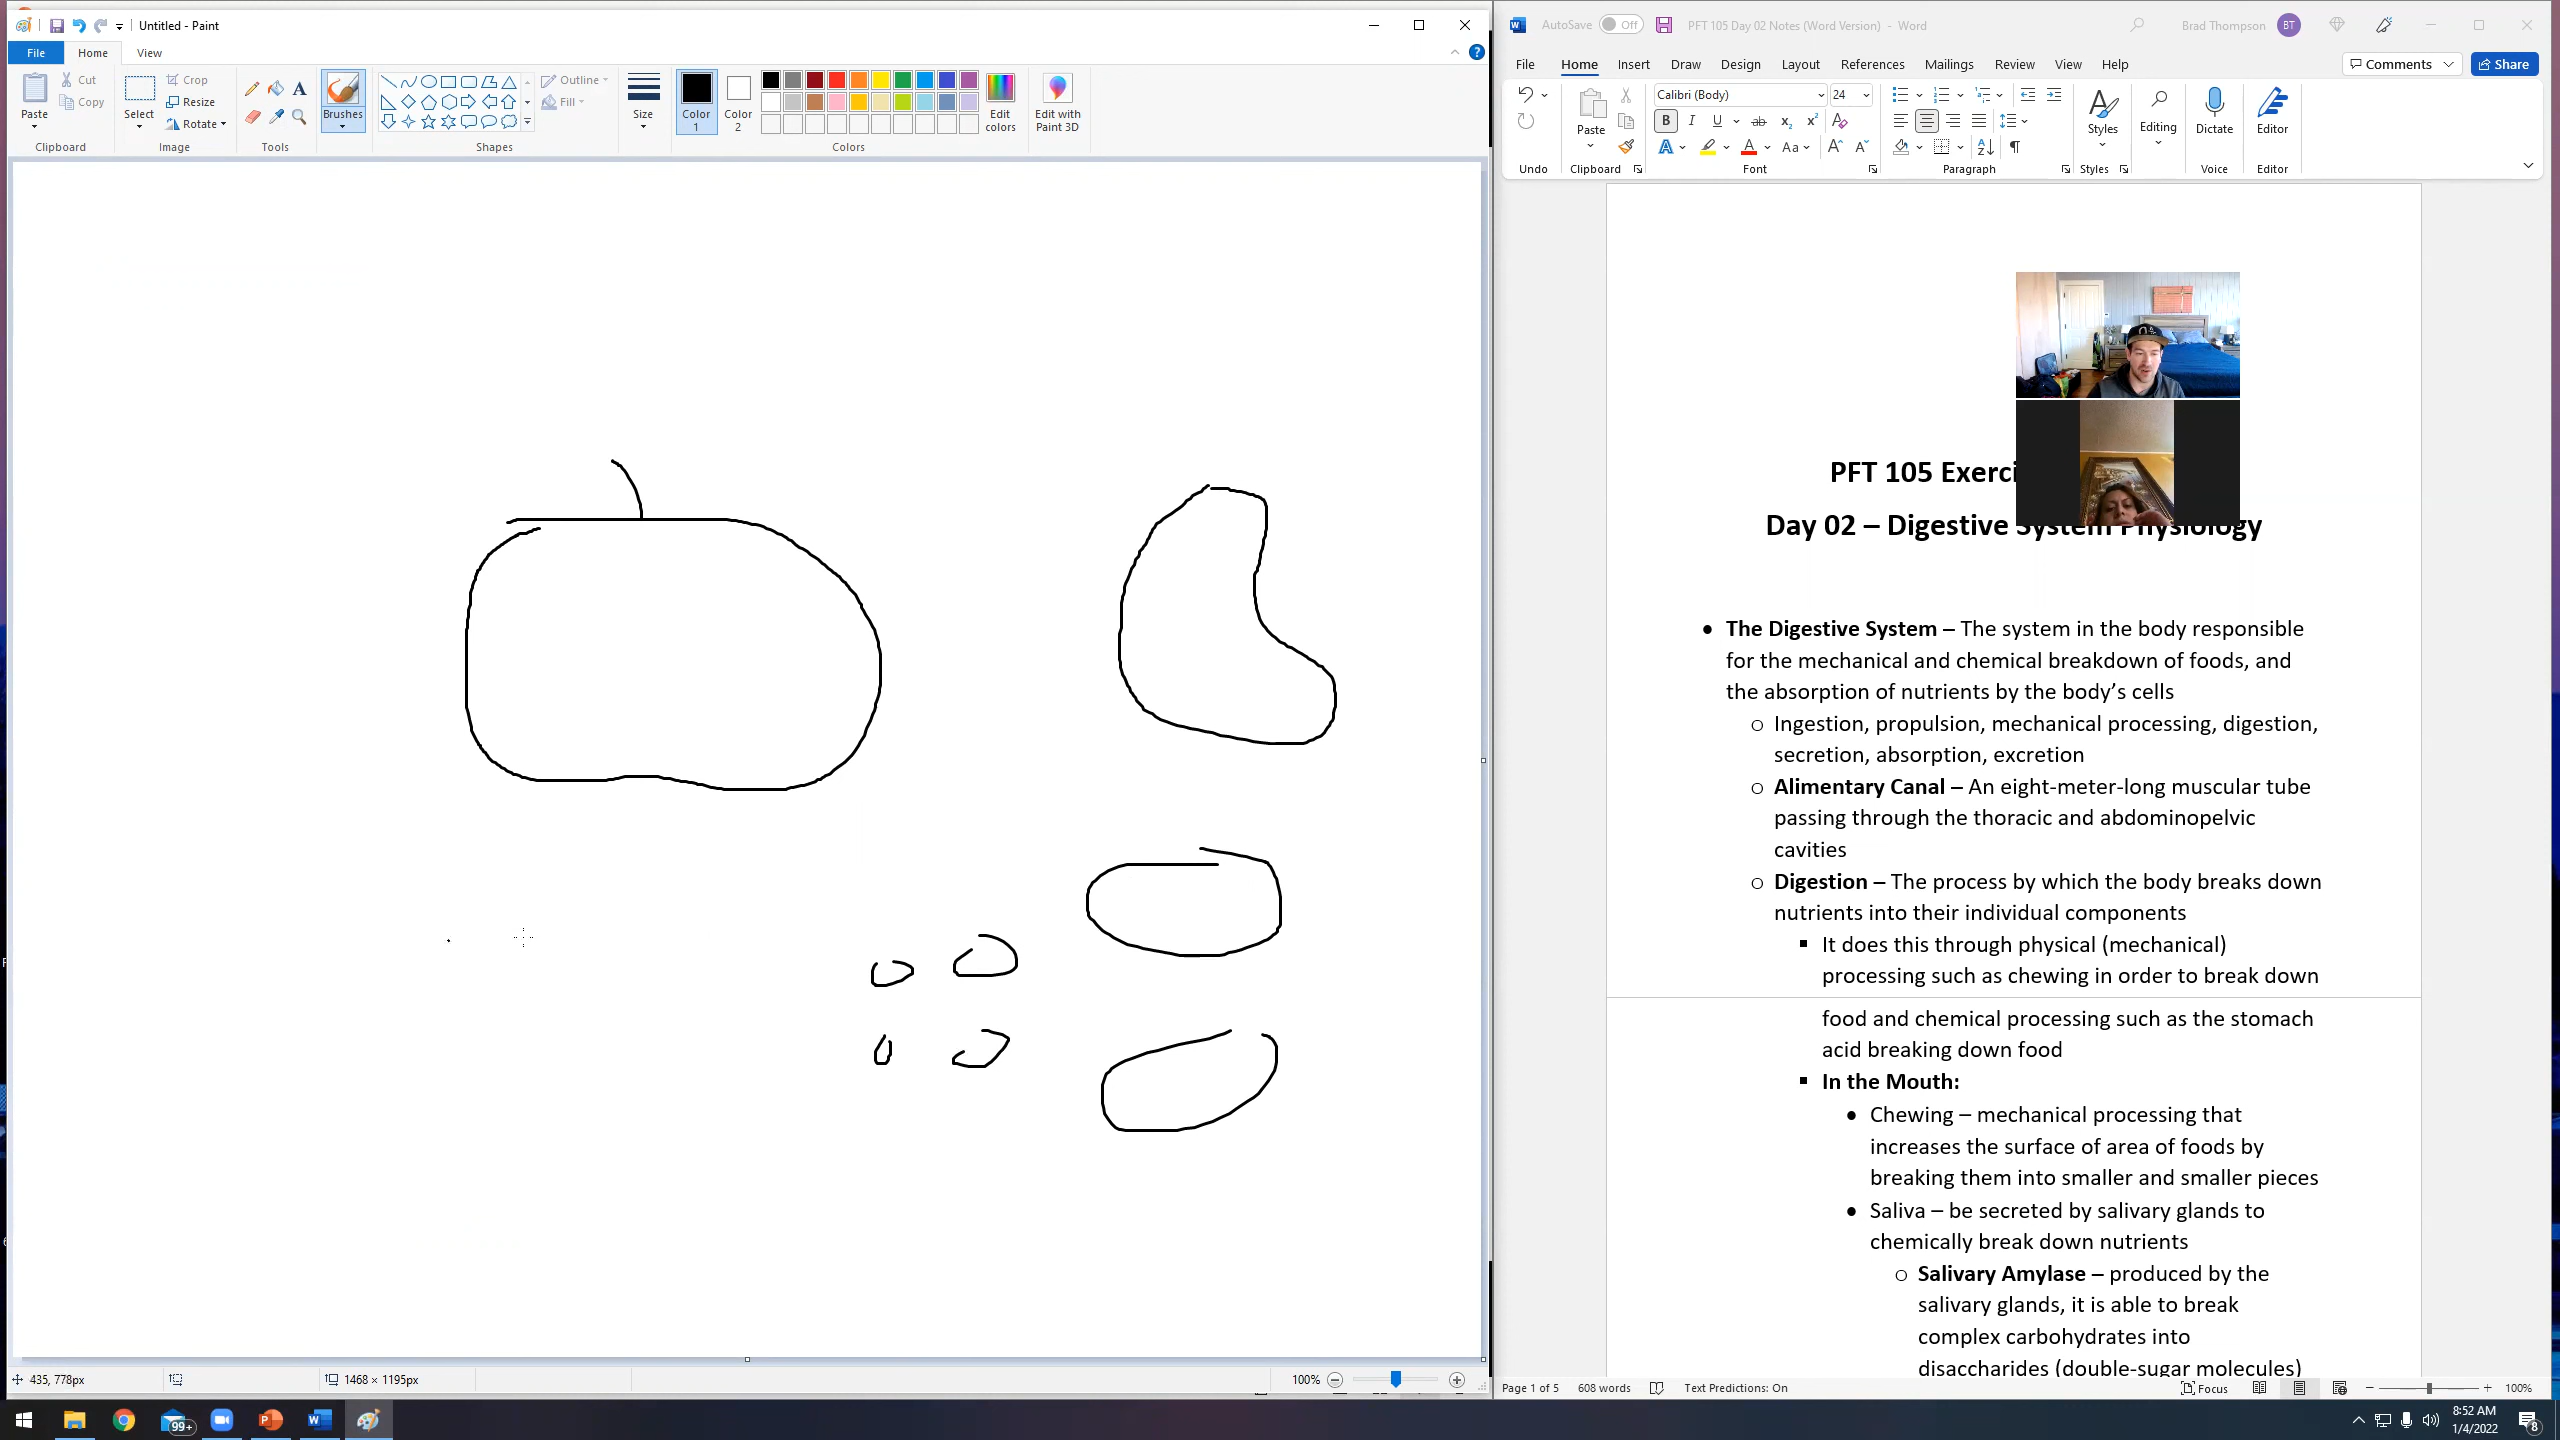 Untitled - Paint
File Home View
Paste Cut Copy Clipboard
Select Crop Resize Rotate Image
Tools
Brushes
Shapes
Outline Fill
Size
Color 1 Color 2
Edit colors
Colors
Edit with Paint 3D
435, 778px
1468 × 1195px
100%
AutoSave Off
PFT 105 Day 02 Notes (Word Version) - Word
Brad Thompson BT
File Home Insert Draw Design Layout References Mailings Review View Help
Comments Share
Calibri (Body) 24
Paste
Styles Editing Dictate Editor
Undo Clipboard Font Paragraph Styles Voice Editor
PFT 105 Exerci
Day 02 – Digestive System Physiology
• The Digestive System – The system in the body responsible
for the mechanical and chemical breakdown of foods, and
the absorption of nutrients by the body’s cells
o Ingestion, propulsion, mechanical processing, digestion,
secretion, absorption, excretion
o Alimentary Canal – An eight-meter-long muscular tube
passing through the thoracic and abdominopelvic
cavities
o Digestion – The process by which the body breaks down
nutrients into their individual components
▪ It does this through physical (mechanical)
processing such as chewing in order to break down
food and chemical processing such as the stomach
acid breaking down food
▪ In the Mouth:
• Chewing – mechanical processing that
increases the surface of area of foods by
breaking them into smaller and smaller pieces
• Saliva – be secreted by salivary glands to
chemically break down nutrients
o Salivary Amylase – produced by the
salivary glands, it is able to break
complex carbohydrates into
disaccharides (double-sugar molecules)
Page 1 of 5 608 words Text Predictions: On Focus 100%
99+
8:52 AM
1/4/2022
8